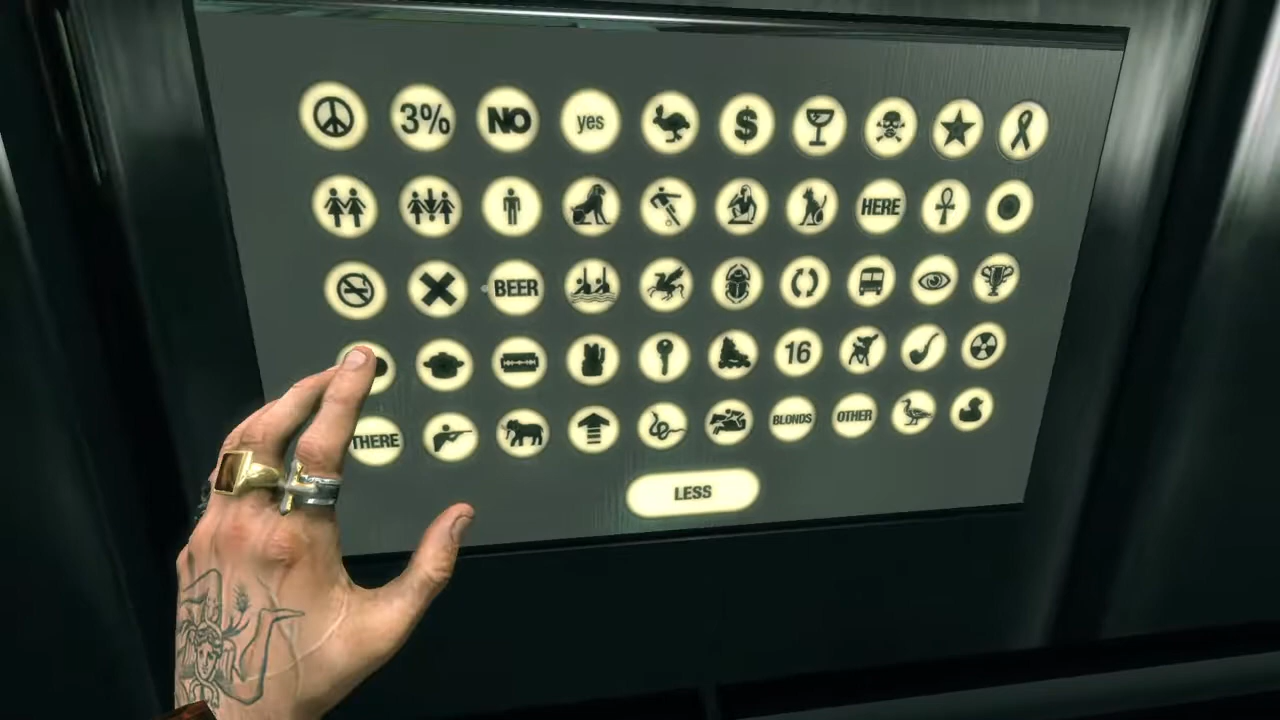 3% NO yes $
HERE
BEER
16
THERE BLONDS OTHER
LESS